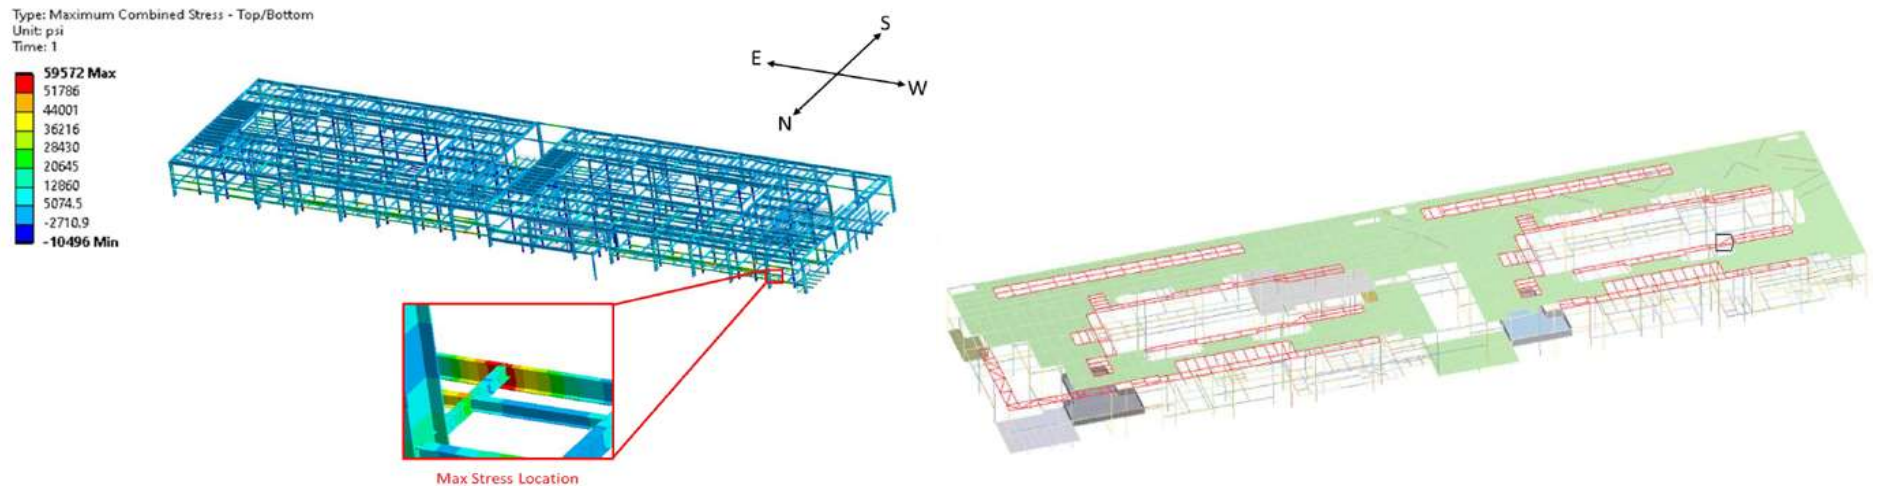 Type: Maximum Combined Stress - Top/Bottom
Unit: psi
Time: 1
59572 Max
51786
44001
36216
28430
20645
12860
5074.5
-2710.9
-10496 Min
S
E
W
N
Max Stress Location